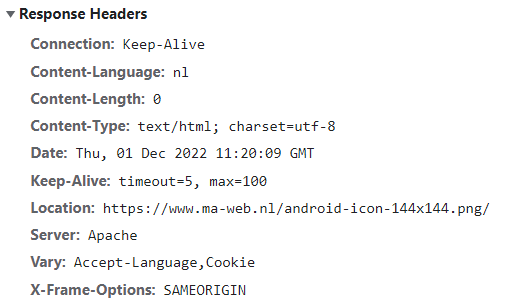 Response Headers
Connection: Keep-Alive
Content-Language: nl
Content-Length: 0
Content-Type: text/html; charset=utf-8
Date: Thu, 01 Dec 2022 11:20:09 GMT
Keep-Alive: timeout=5, max=100
Location: https://www.ma-web.nl/android-icon-144x144.png/
Server: Apache
Vary: Accept-Language,Cookie
X-Frame-Options: SAMEORIGIN